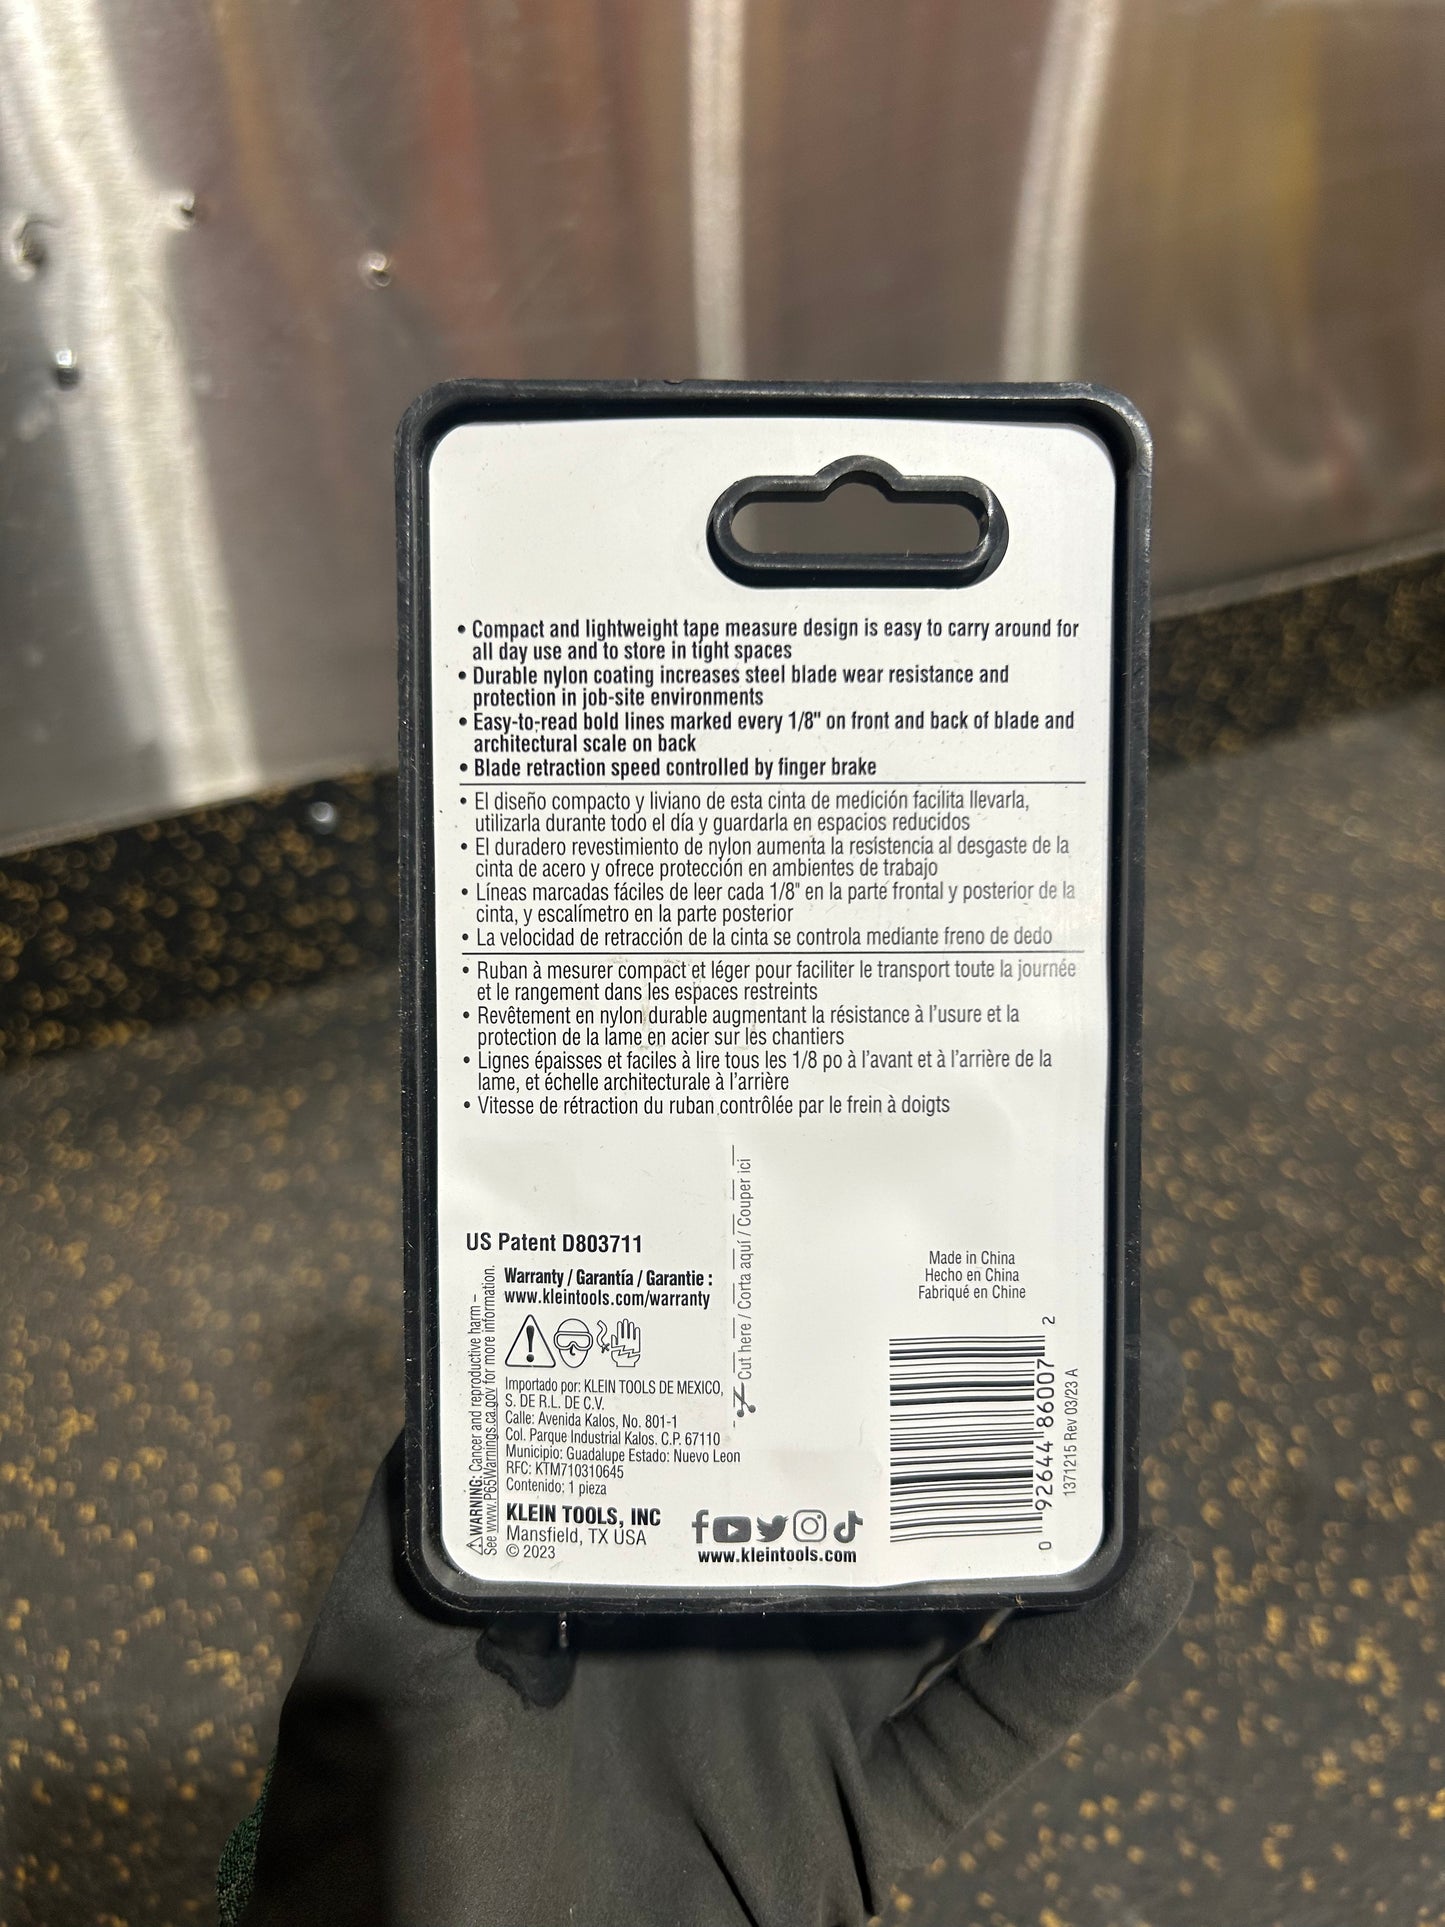 • Compact and lightweight tape measure design is easy to carry around for
all day use and to store in tight spaces
• Durable nylon coating increases steel blade wear resistance and
protection in job-site environments
• Easy-to-read bold lines marked every 1/8" on front and back of blade and
architectural scale on back
• Blade retraction speed controlled by finger brake
• El diseño compacto y liviano de esta cinta de medición facilita llevarla,
utilizarla durante todo el día y guardarla en espacios reducidos
• El duradero revestimiento de nylon aumenta la resistencia al desgaste de la
cinta de acero y ofrece protección en ambientes de trabajo
• Líneas marcadas fáciles de leer cada 1/8" en la parte frontal y posterior de la
cinta, y escalímetro en la parte posterior
• La velocidad de retracción de la cinta se controla mediante freno de dedo
• Ruban à mesurer compact et léger pour faciliter le transport toute la journée
et le rangement dans les espaces restreints
• Revêtement en nylon durable augmentant la résistance à l'usure et la
protection de la lame en acier sur les chantiers
• Lignes épaisses et faciles à lire tous les 1/8 po à l'avant et à l'arrière de la
lame, et échelle architecturale à l'arrière
• Vitesse de rétraction du ruban contrôlée par le frein à doigts
US Patent D803711
Warranty / Garantía / Garantie :
www.kleintools.com/warranty
Importado por: KLEIN TOOLS DE MEXICO,
S. DE R.L. DE C.V.
Calle: Avenida Kalos, No. 801-1
Col. Parque Industrial Kalos. C.P. 67110
Municipio: Guadalupe Estado: Nuevo Leon
RFC: KTM710310645
Contenido: 1 pieza
KLEIN TOOLS, INC
Mansfield, TX USA
© 2023
⚠WARNING: Cancer and reproductive harm –
See www.P65Warnings.ca.gov for more information.
Cut here / Corta aquí / Couper ici
www.kleintools.com
Made in China
Hecho en China
Fabriqué en Chine
0 92644 86007 2
1371215 Rev 03/23 A